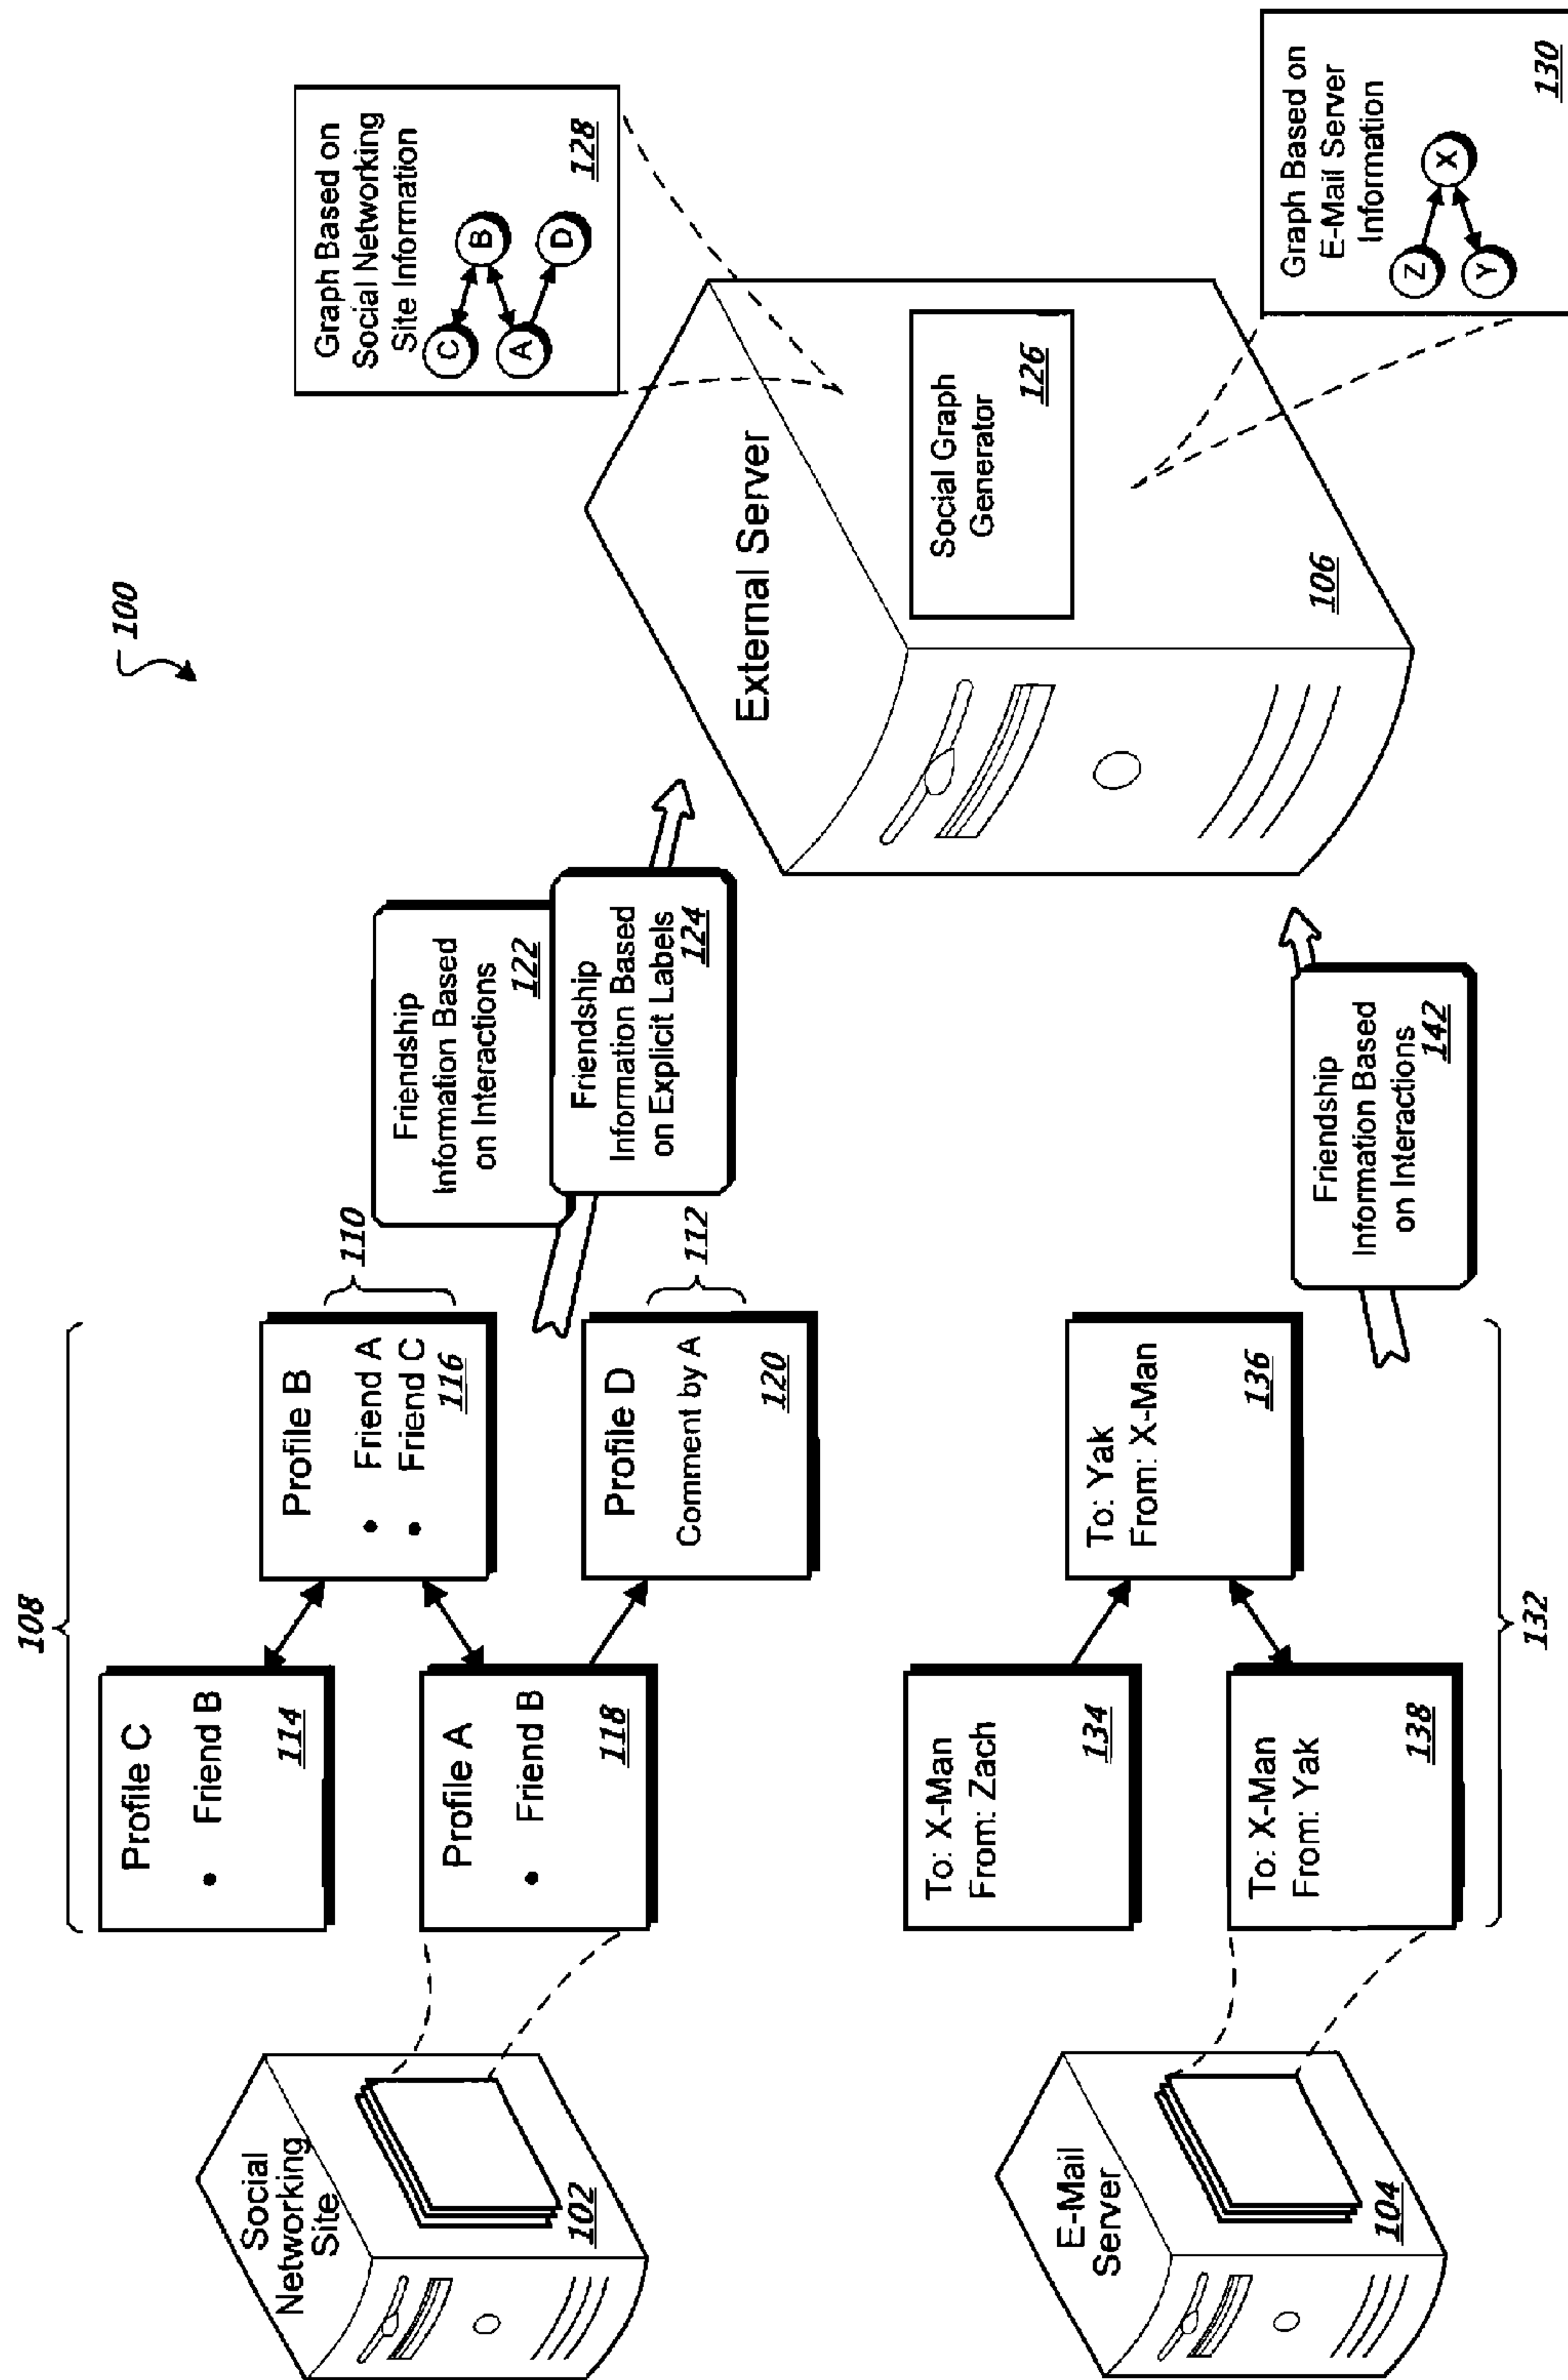 100
108
Profile C
• Friend B
114
Profile B
• Friend A
• Friend C
116
110
Profile A
• Friend B
118
Profile D
Comment by A
120
112
Social
Networking
Site
102
Friendship
Information Based
on Interactions
122
Friendship
Information Based
on Explicit Labels
124
External Server
Social Graph
Generator
126
106
Graph Based on
Social Networking
Site Information
C
B
A
D
128
E-Mail
Server
104
To: X-Man
From: Zach
134
To: Yak
From: X-Man
136
To: X-Man
From: Yak
138
132
Friendship
Information Based
on Interactions
142
Graph Based on
E-Mail Server
Information
Z
X
Y
130